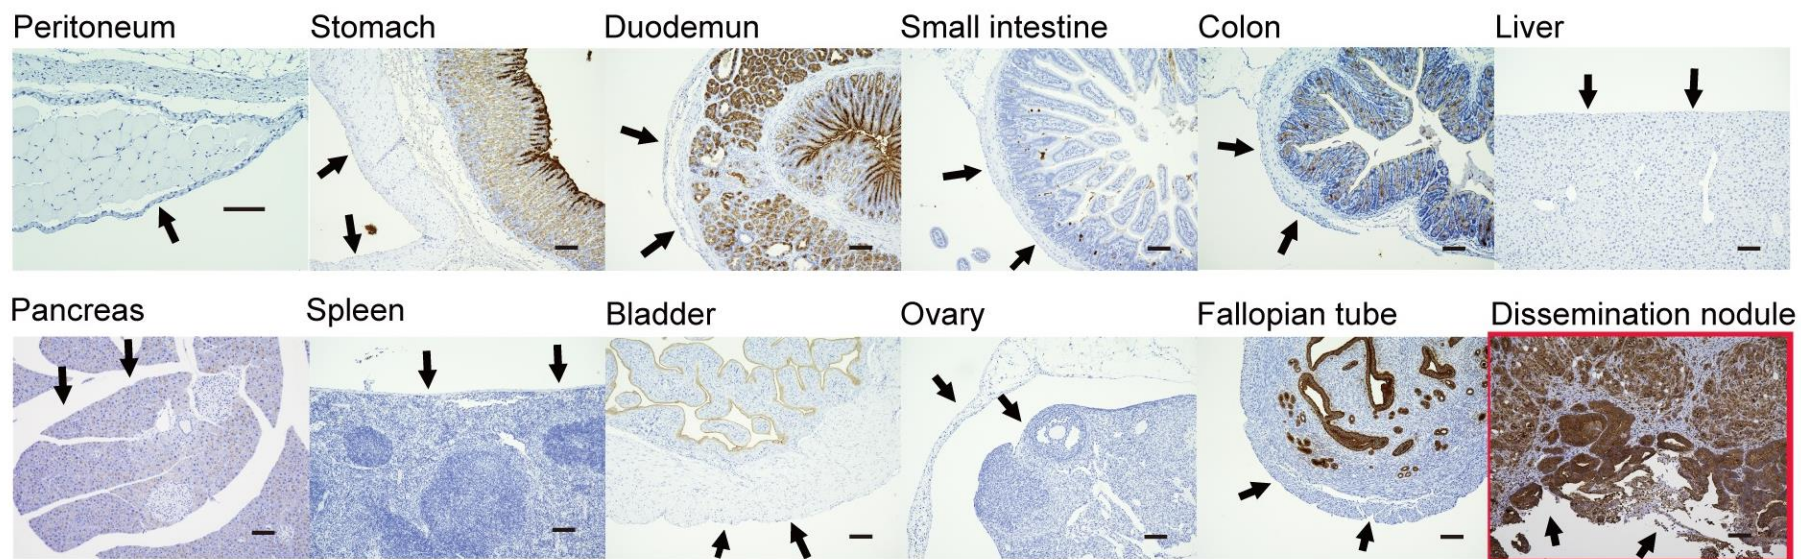 Peritoneum
Stomach
Duodemun
Small intestine
Colon
Liver
Pancreas
Spleen
Bladder
Ovary
Fallopian tube
Dissemination nodule